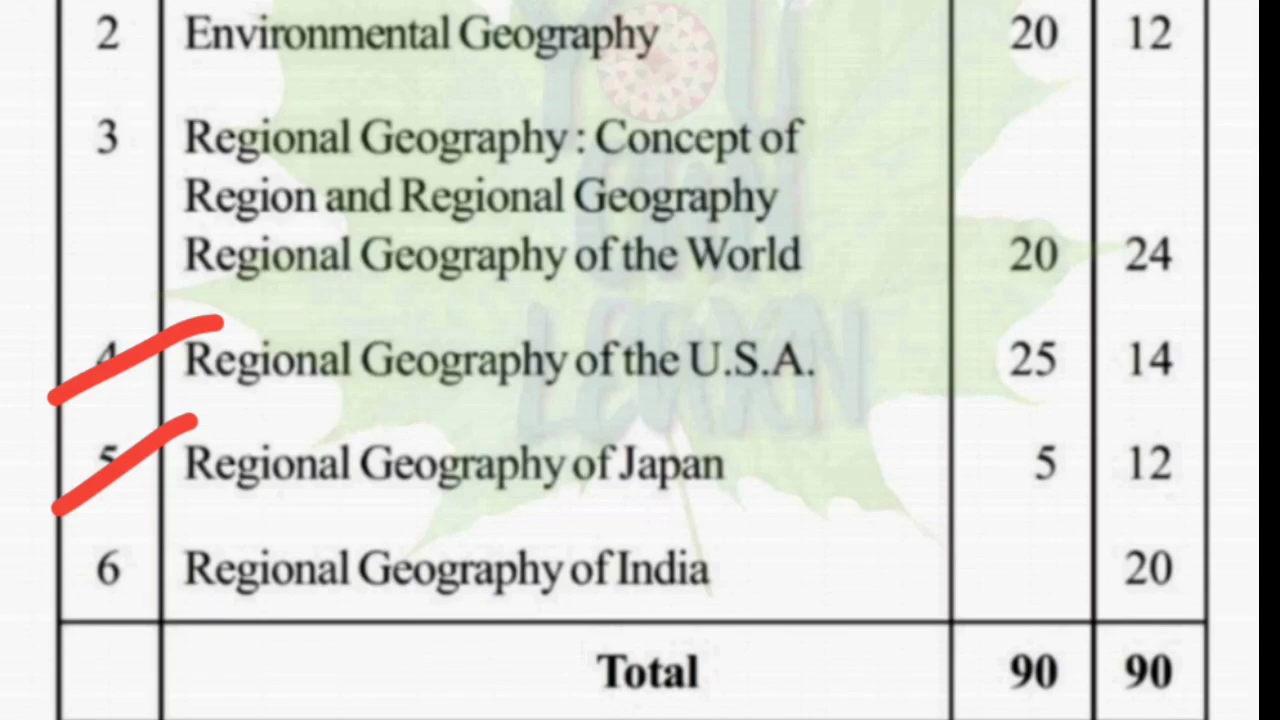 2 Environmental Geography 20 12
3 Regional Geography : Concept of
Region and Regional Geography
Regional Geography of the World 20 24
4 Regional Geography of the U.S.A. 25 14
5 Regional Geography of Japan 5 12
6 Regional Geography of India 20
Total 90 90